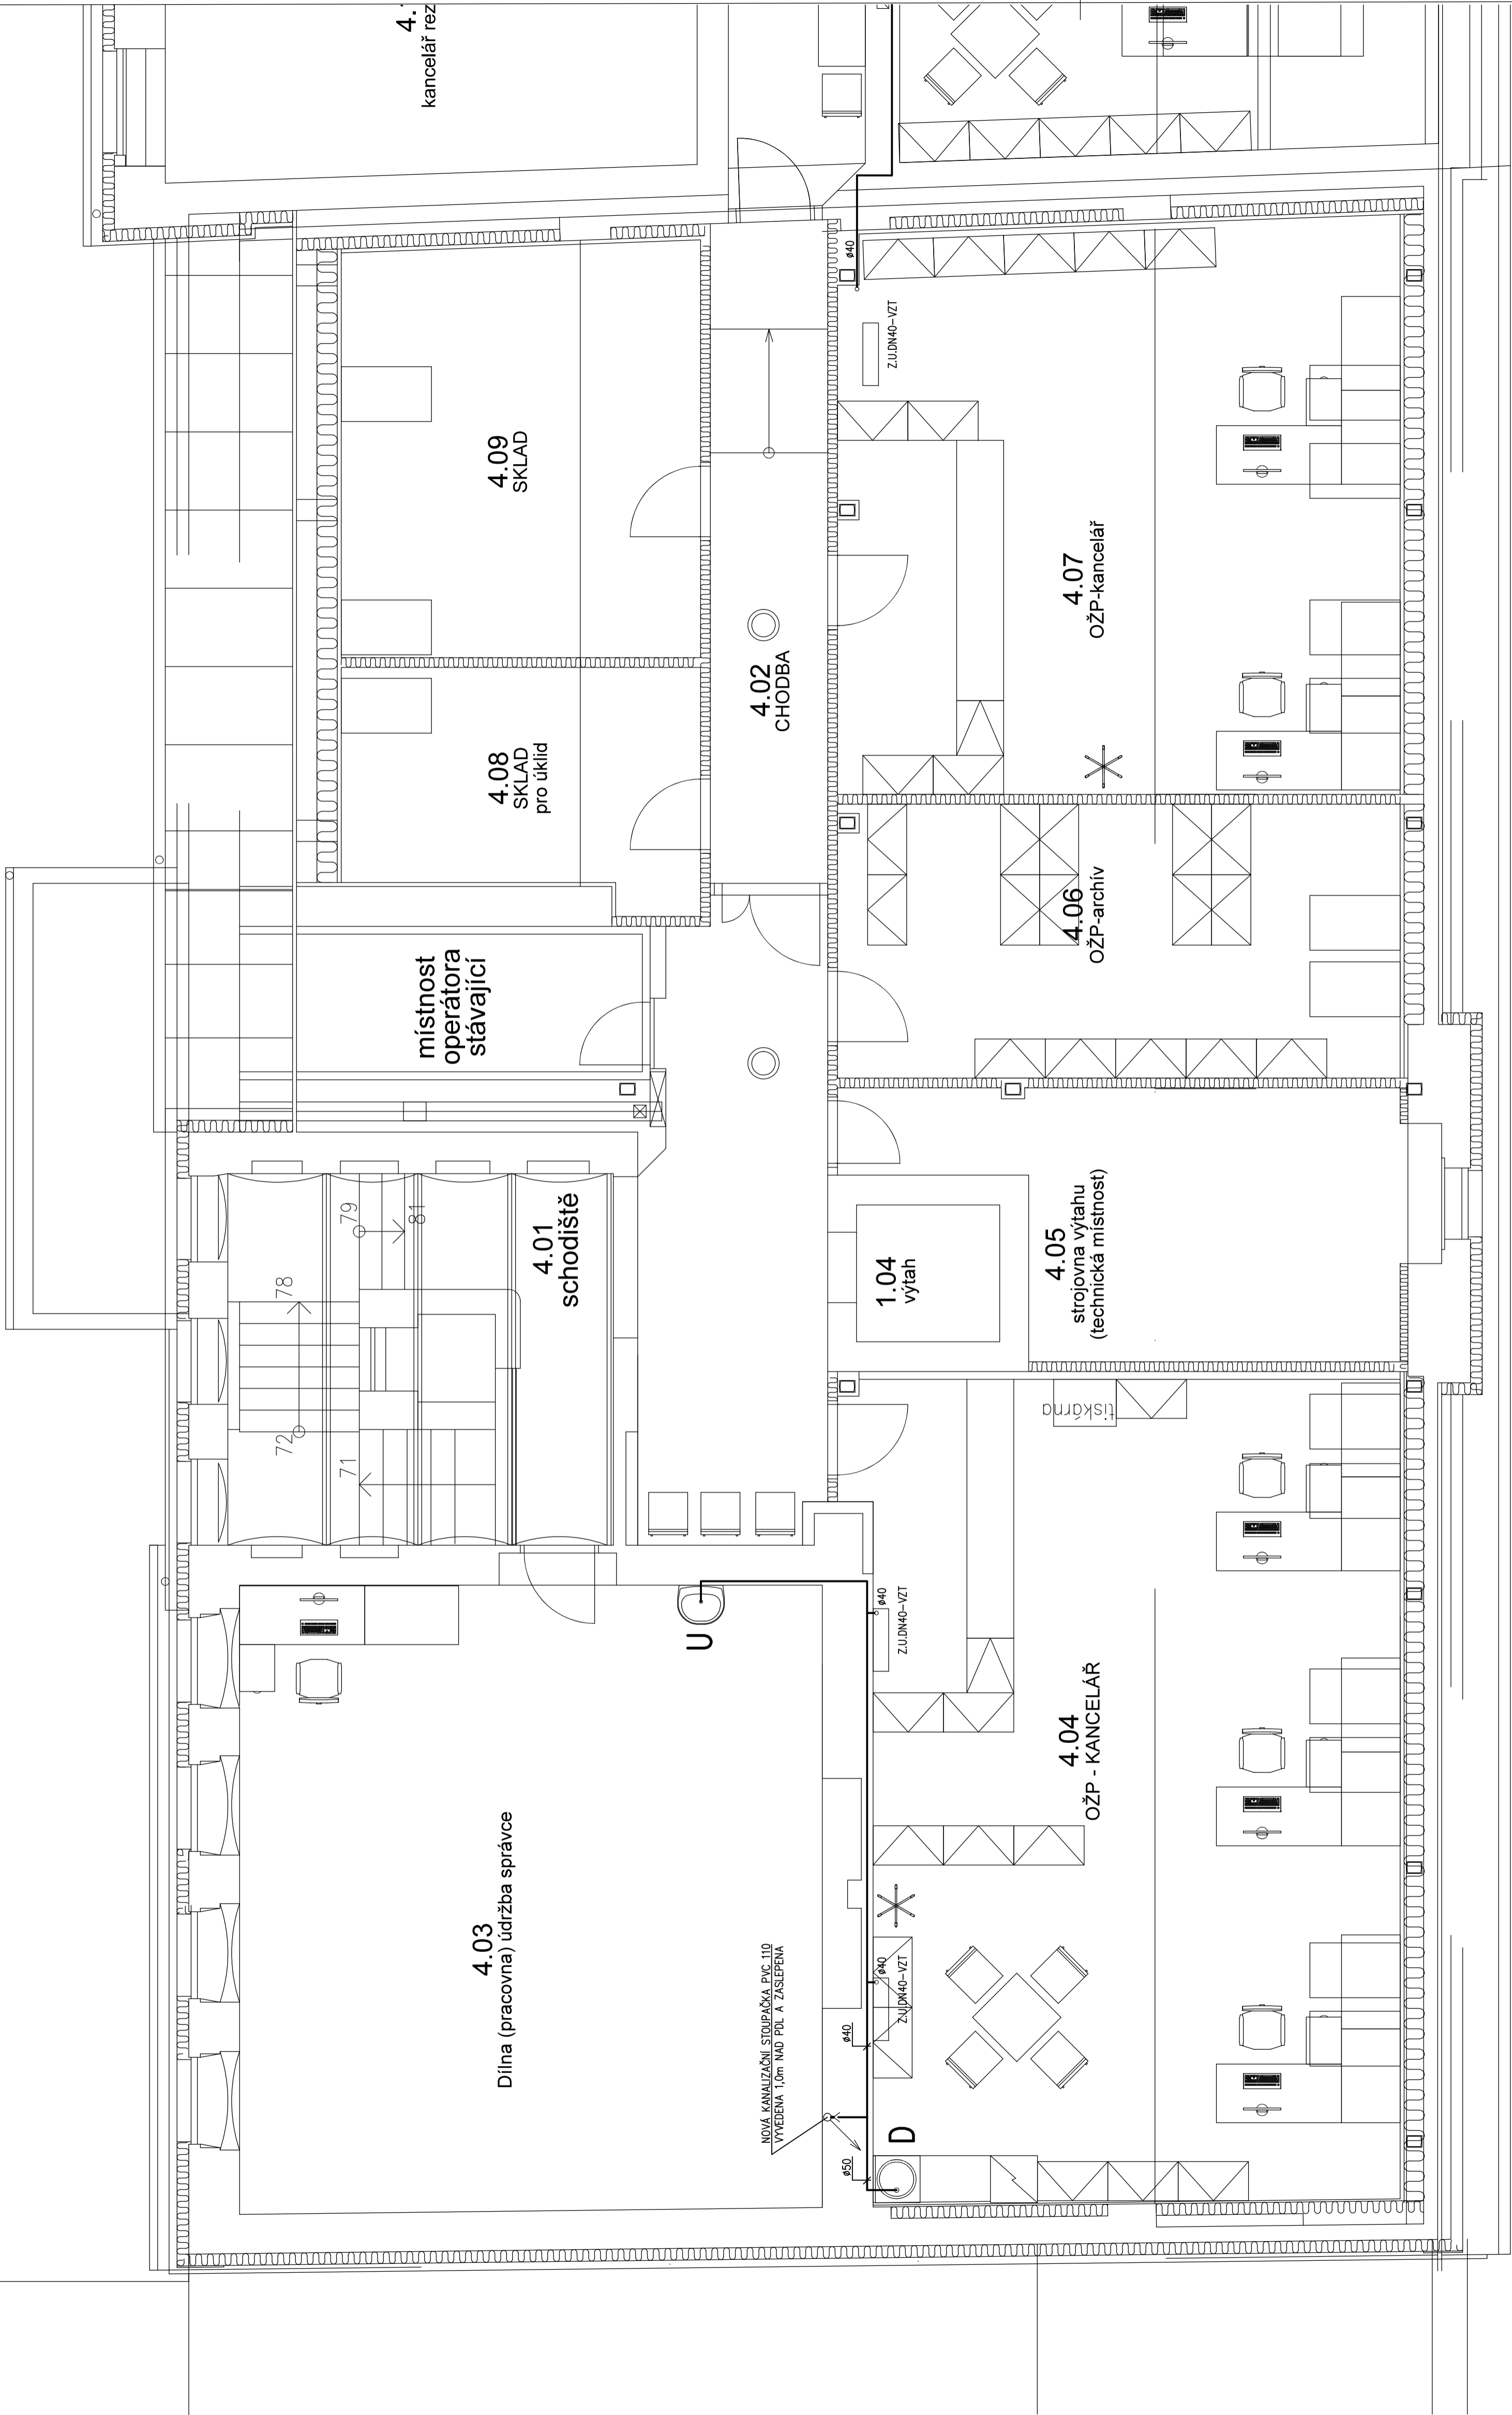 4.03
Dílna (pracovna) údržba správce
NOVÁ KANALIZAČNÍ STOUPAČKA PVC 110
VYVEDENA 1,0m NAD PDL A ZASLEPENA
ø50
ø40
D
U
ø40
Z.U.DN40-VZT
ø40
Z.U.DN40-VZT
4.04
OŽP - KANCELÁŘ
tiskárna
71
72
78
79
81
4.01
schodiště
1.04
výtah
4.05
strojovna výtahu
(technická místnost)
místnost
operátora
stávající
4.06
OŽP-archív
4.08
SKLAD
pro úklid
4.02
CHODBA
4.07
OŽP-kancelář
4.09
SKLAD
Z.U.DN40-VZT
ø40
kancelář rez